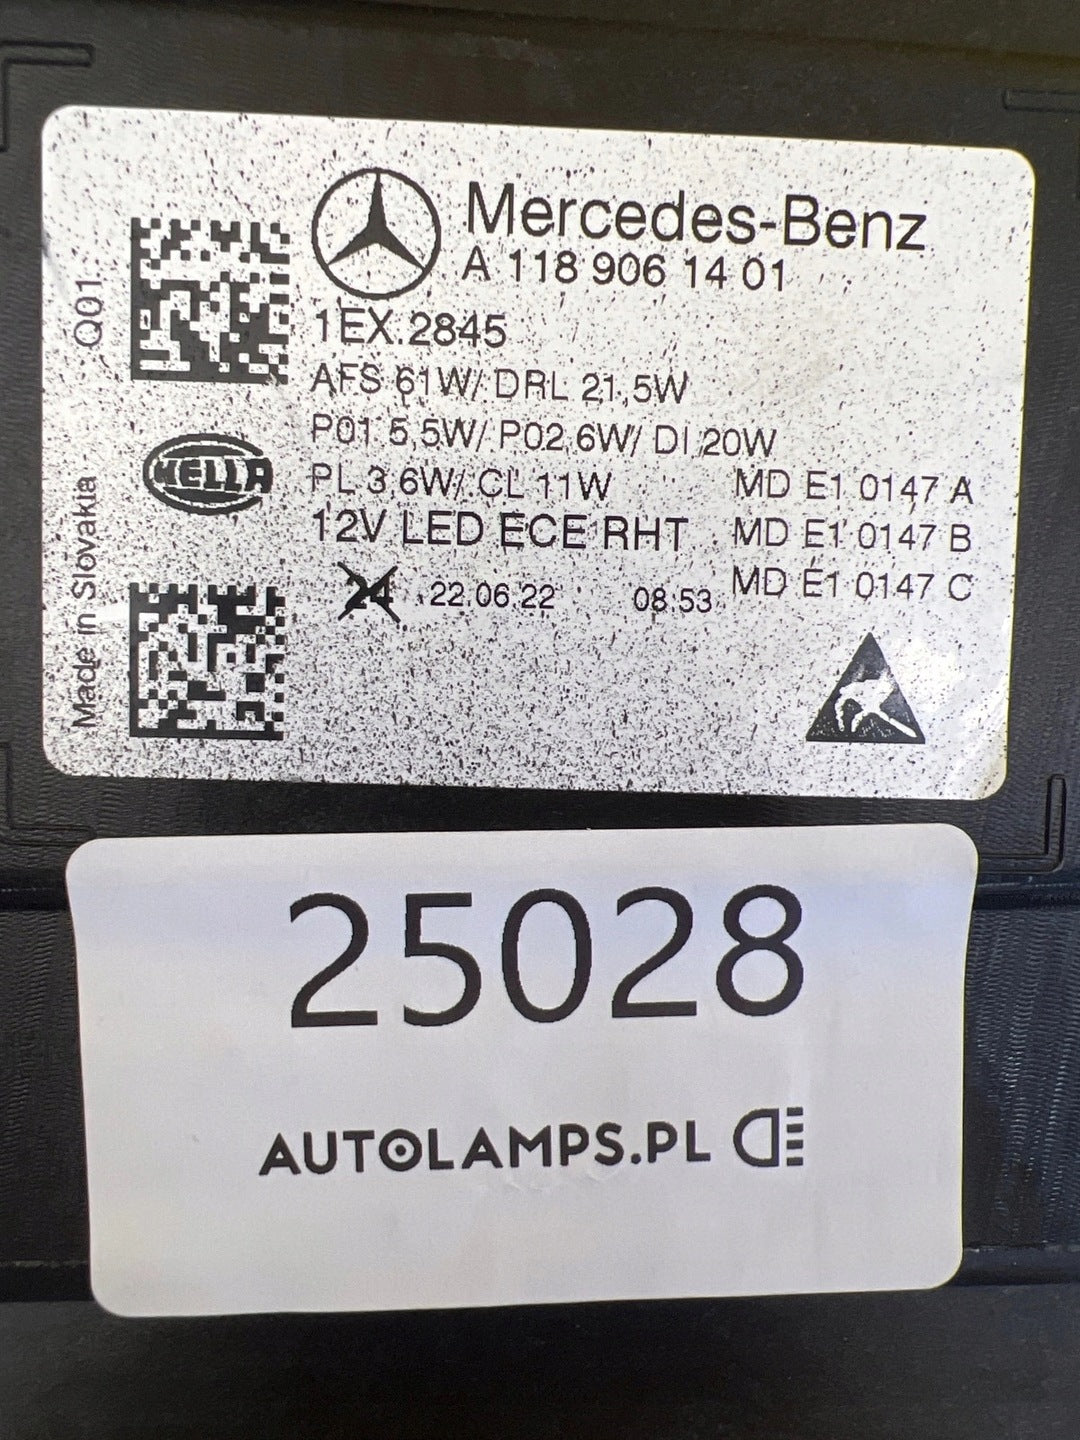 Mercedes-Benz
A 118 906 14 01
Q01
1EX.2845
AFS 61W/ DRL 21,5W
P01 5,5W/ P02 6W/ DI 20W
HELLA
PL 3,6W/ CL 11W MD E1 0147 A
12V LED ECE RHT MD E1 0147 B
Made in Slovakia
24 22.06.22 08:53 MD E1 0147 C
25028
AUTOLAMPS.PL